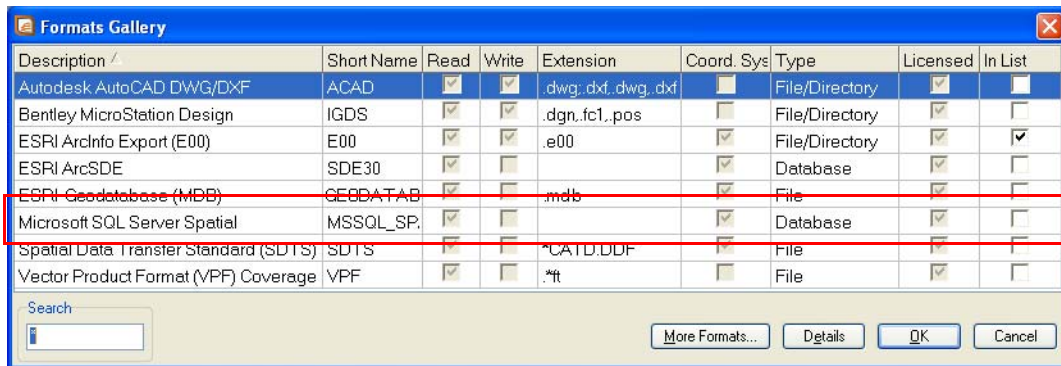 Formats Gallery
Description Short Name Read Write Extension Coord. Sys Type Licensed In List
Autodesk AutoCAD DWG/DXF ACAD .dwg;.dxf,.dwg,.dxf File/Directory
Bentley MicroStation Design IGDS .dgn,.fc1,.pos File/Directory
ESRI ArcInfo Export (E00) E00 .e00 File/Directory
ESRI ArcSDE SDE30 Database
ESRI Geodatabase (MDB) GEODATAB .mdb File
Microsoft SQL Server Spatial MSSQL_SP. Database
Spatial Data Transfer Standard (SDTS) SDTS *CATD.DDF File
Vector Product Format (VPF) Coverage VPF .*ft File
Search
*
More Formats... Details OK Cancel